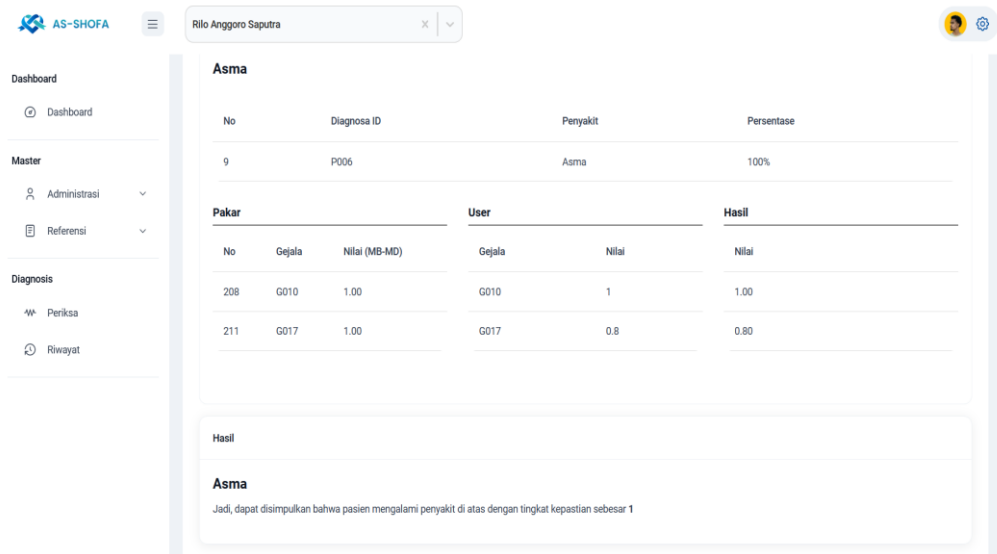 AS-SHOFA
Rilo Anggoro Saputra
Dashboard
Dashboard
Master
Administrasi
Referensi
Diagnosis
Periksa
Riwayat
Asma
No Diagnosa ID Penyakit Persentase
9 P006 Asma 100%
Pakar User Hasil
No Gejala Nilai (MB-MD) Gejala Nilai Nilai
208 G010 1.00 G010 1 1.00
211 G017 1.00 G017 0.8 0.80
Hasil
Asma
Jadi, dapat disimpulkan bahwa pasien mengalami penyakit di atas dengan tingkat kepastian sebesar 1